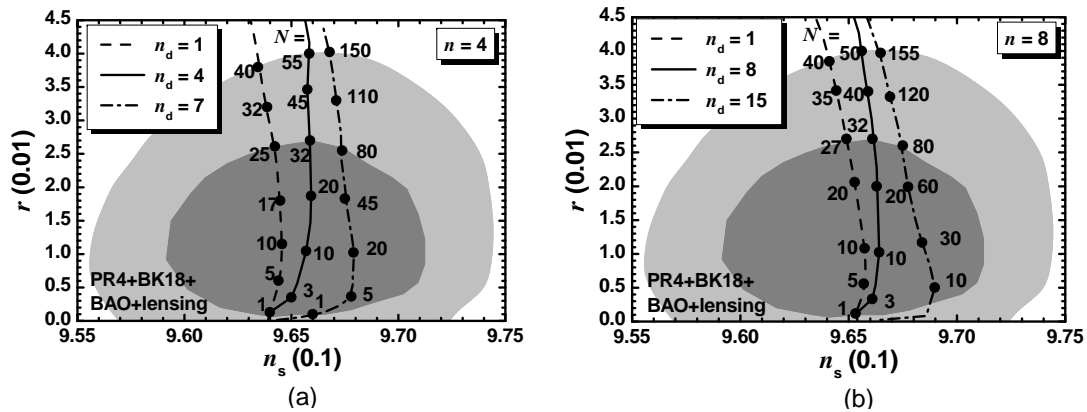 4.5
4.0
3.5
3.0
2.5
2.0
1.5
1.0
0.5
0.0
r (0.01)
n_d = 1
n_d = 4
n_d = 7
N =
n = 4
40
32
25
17
10
5
1
55
45
32
20
10
3
150
110
80
45
20
5
1
PR4+BK18+
BAO+lensing
9.55 9.60 9.65 9.70 9.75
n_s (0.1)
(a)
4.5
4.0
3.5
3.0
2.5
2.0
1.5
1.0
0.5
0.0
r (0.01)
n_d = 1
n_d = 8
n_d = 15
N =
n = 8
40
35
27
20
10
5
1
50
40
32
20
10
3
155
120
80
60
30
10
PR4+BK18+
BAO+lensing
9.55 9.60 9.65 9.70 9.75
n_s (0.1)
(b)